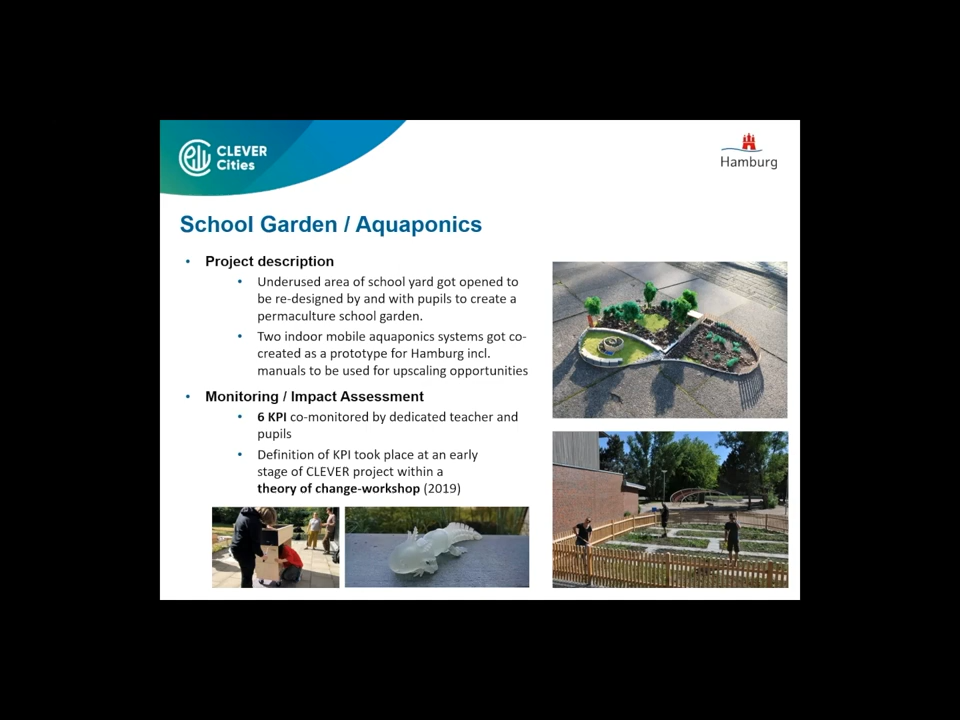 CLEVER
Cities
Hamburg
School Garden / Aquaponics
• Project description
• Underused area of school yard got opened to
be re-designed by and with pupils to create a
permaculture school garden.
• Two indoor mobile aquaponics systems got co-
created as a prototype for Hamburg incl.
manuals to be used for upscaling opportunities
• Monitoring / Impact Assessment
• 6 KPI co-monitored by dedicated teacher and
pupils
• Definition of KPI took place at an early
stage of CLEVER project within a
theory of change-workshop (2019)